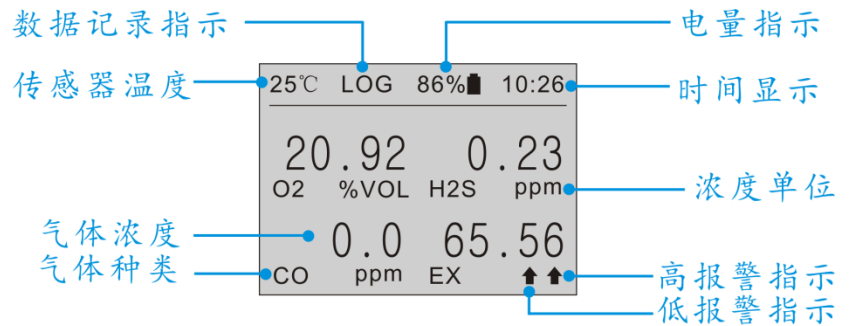 数据记录指示
电量指示
传感器温度
25℃ LOG 86% 10:26
时间显示
20.92 0.23
O2 %VOL H2S ppm
浓度单位
气体浓度
0.0 65.56
气体种类
CO ppm EX
高报警指示
低报警指示